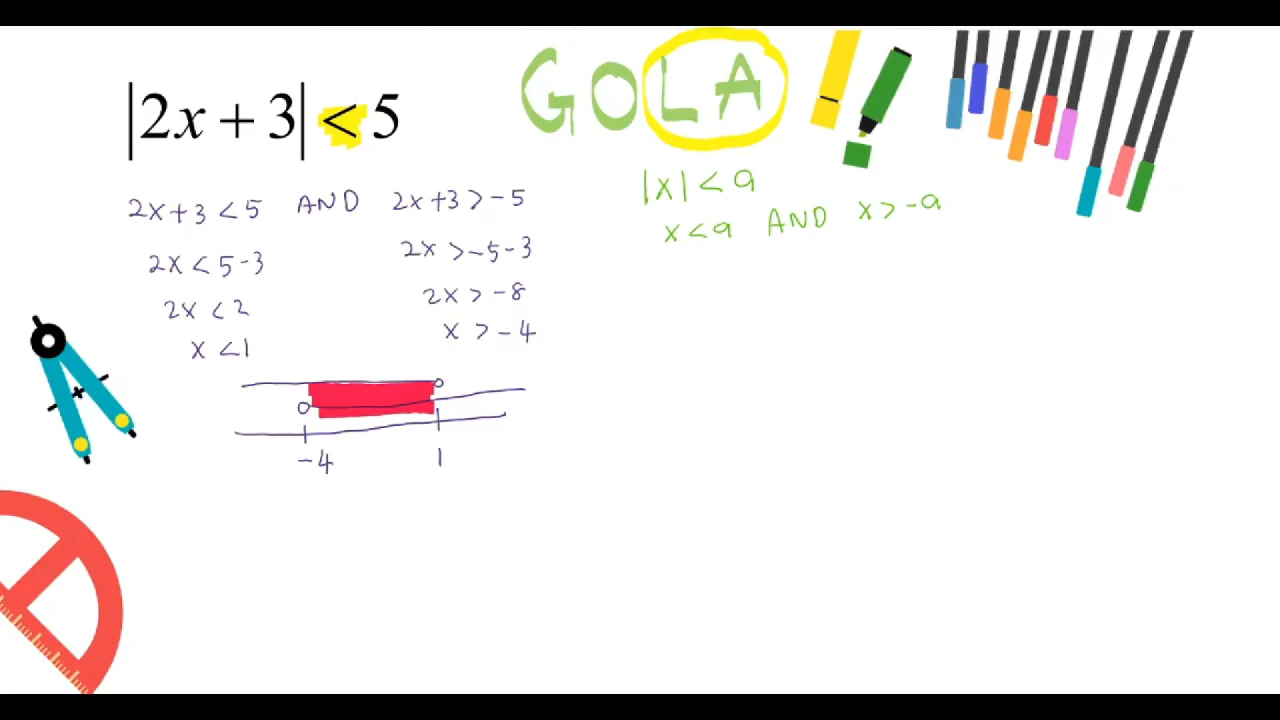 |2x + 3| < 5
GOLA
|x| < a
x < a AND x > -a
2x + 3 < 5 AND 2x + 3 > -5
2x < 5 - 3
2x > -5 - 3
2x < 2
2x > -8
x < 1
x > -4
-4 1